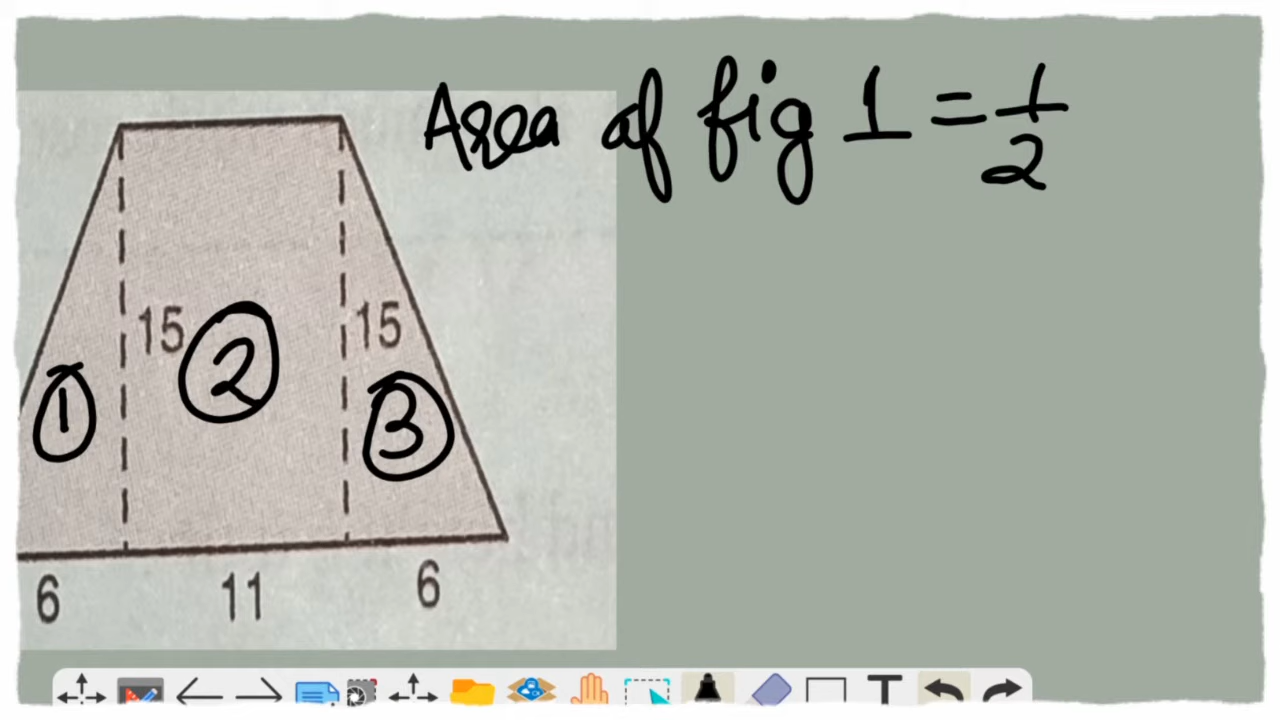 Area of fig 1 = 1/2
15 15
① ② ③
6 11 6
T